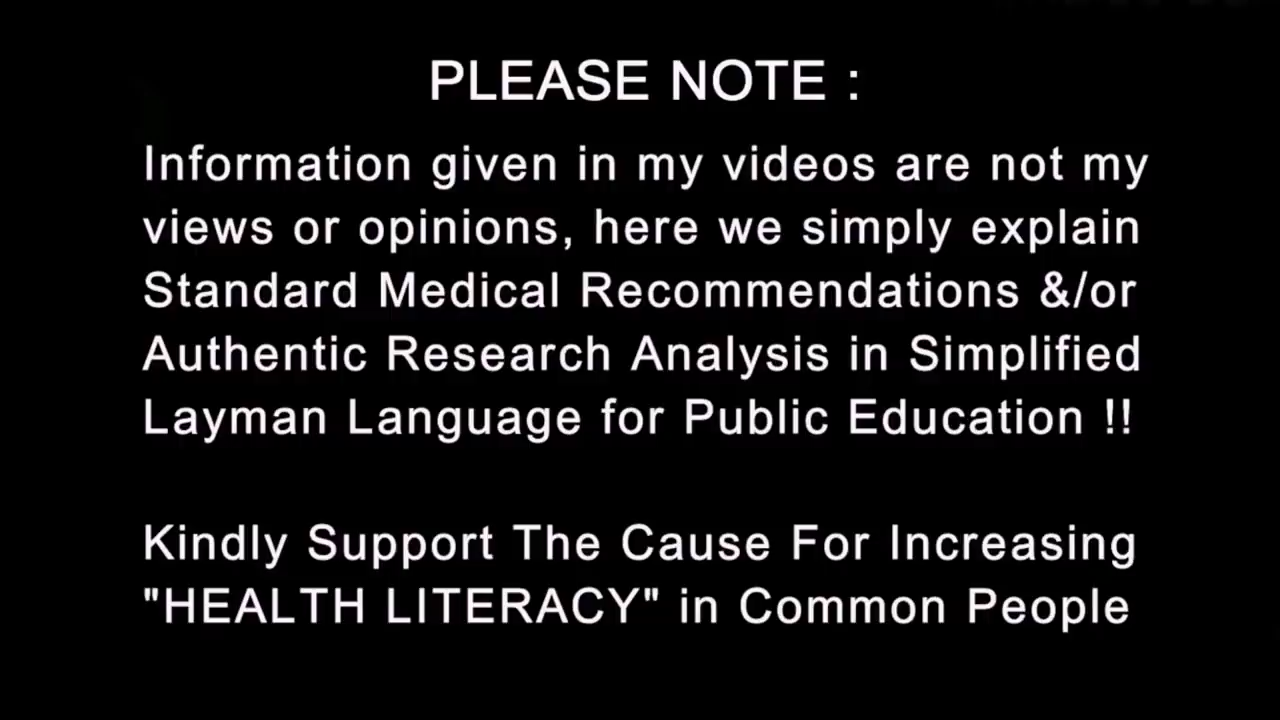 PLEASE NOTE :
Information given in my videos are not my
views or opinions, here we simply explain
Standard Medical Recommendations &/or
Authentic Research Analysis in Simplified
Layman Language for Public Education !!
Kindly Support The Cause For Increasing
"HEALTH LITERACY" in Common People